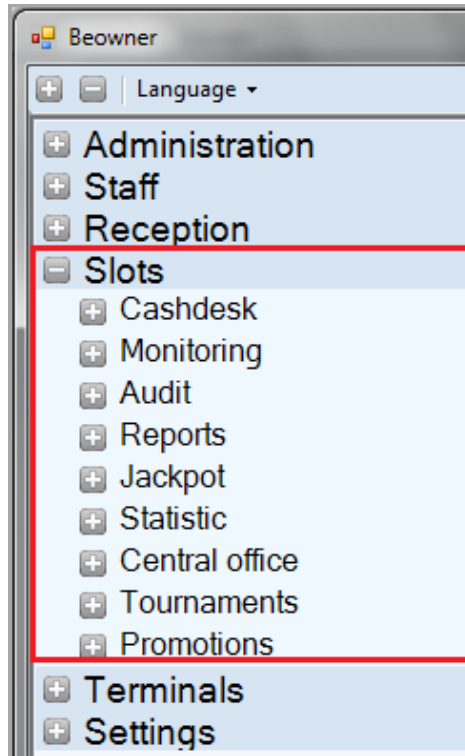 Beowner
Language
Administration
Staff
Reception
Slots
Cashdesk
Monitoring
Audit
Reports
Jackpot
Statistic
Central office
Tournaments
Promotions
Terminals
Settings